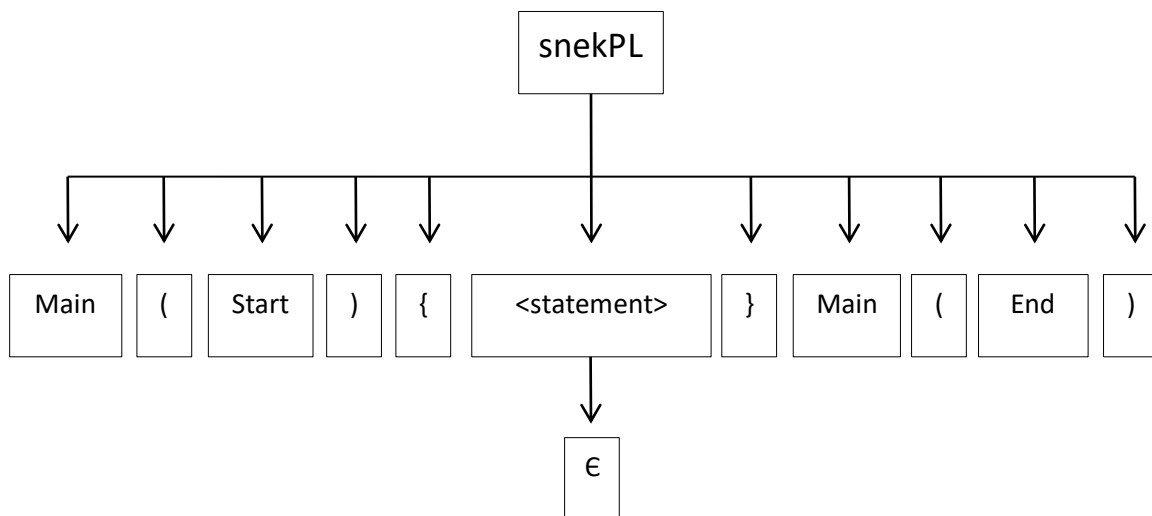 snekPL
Main ( Start ) { <statement> } Main ( End )
Є